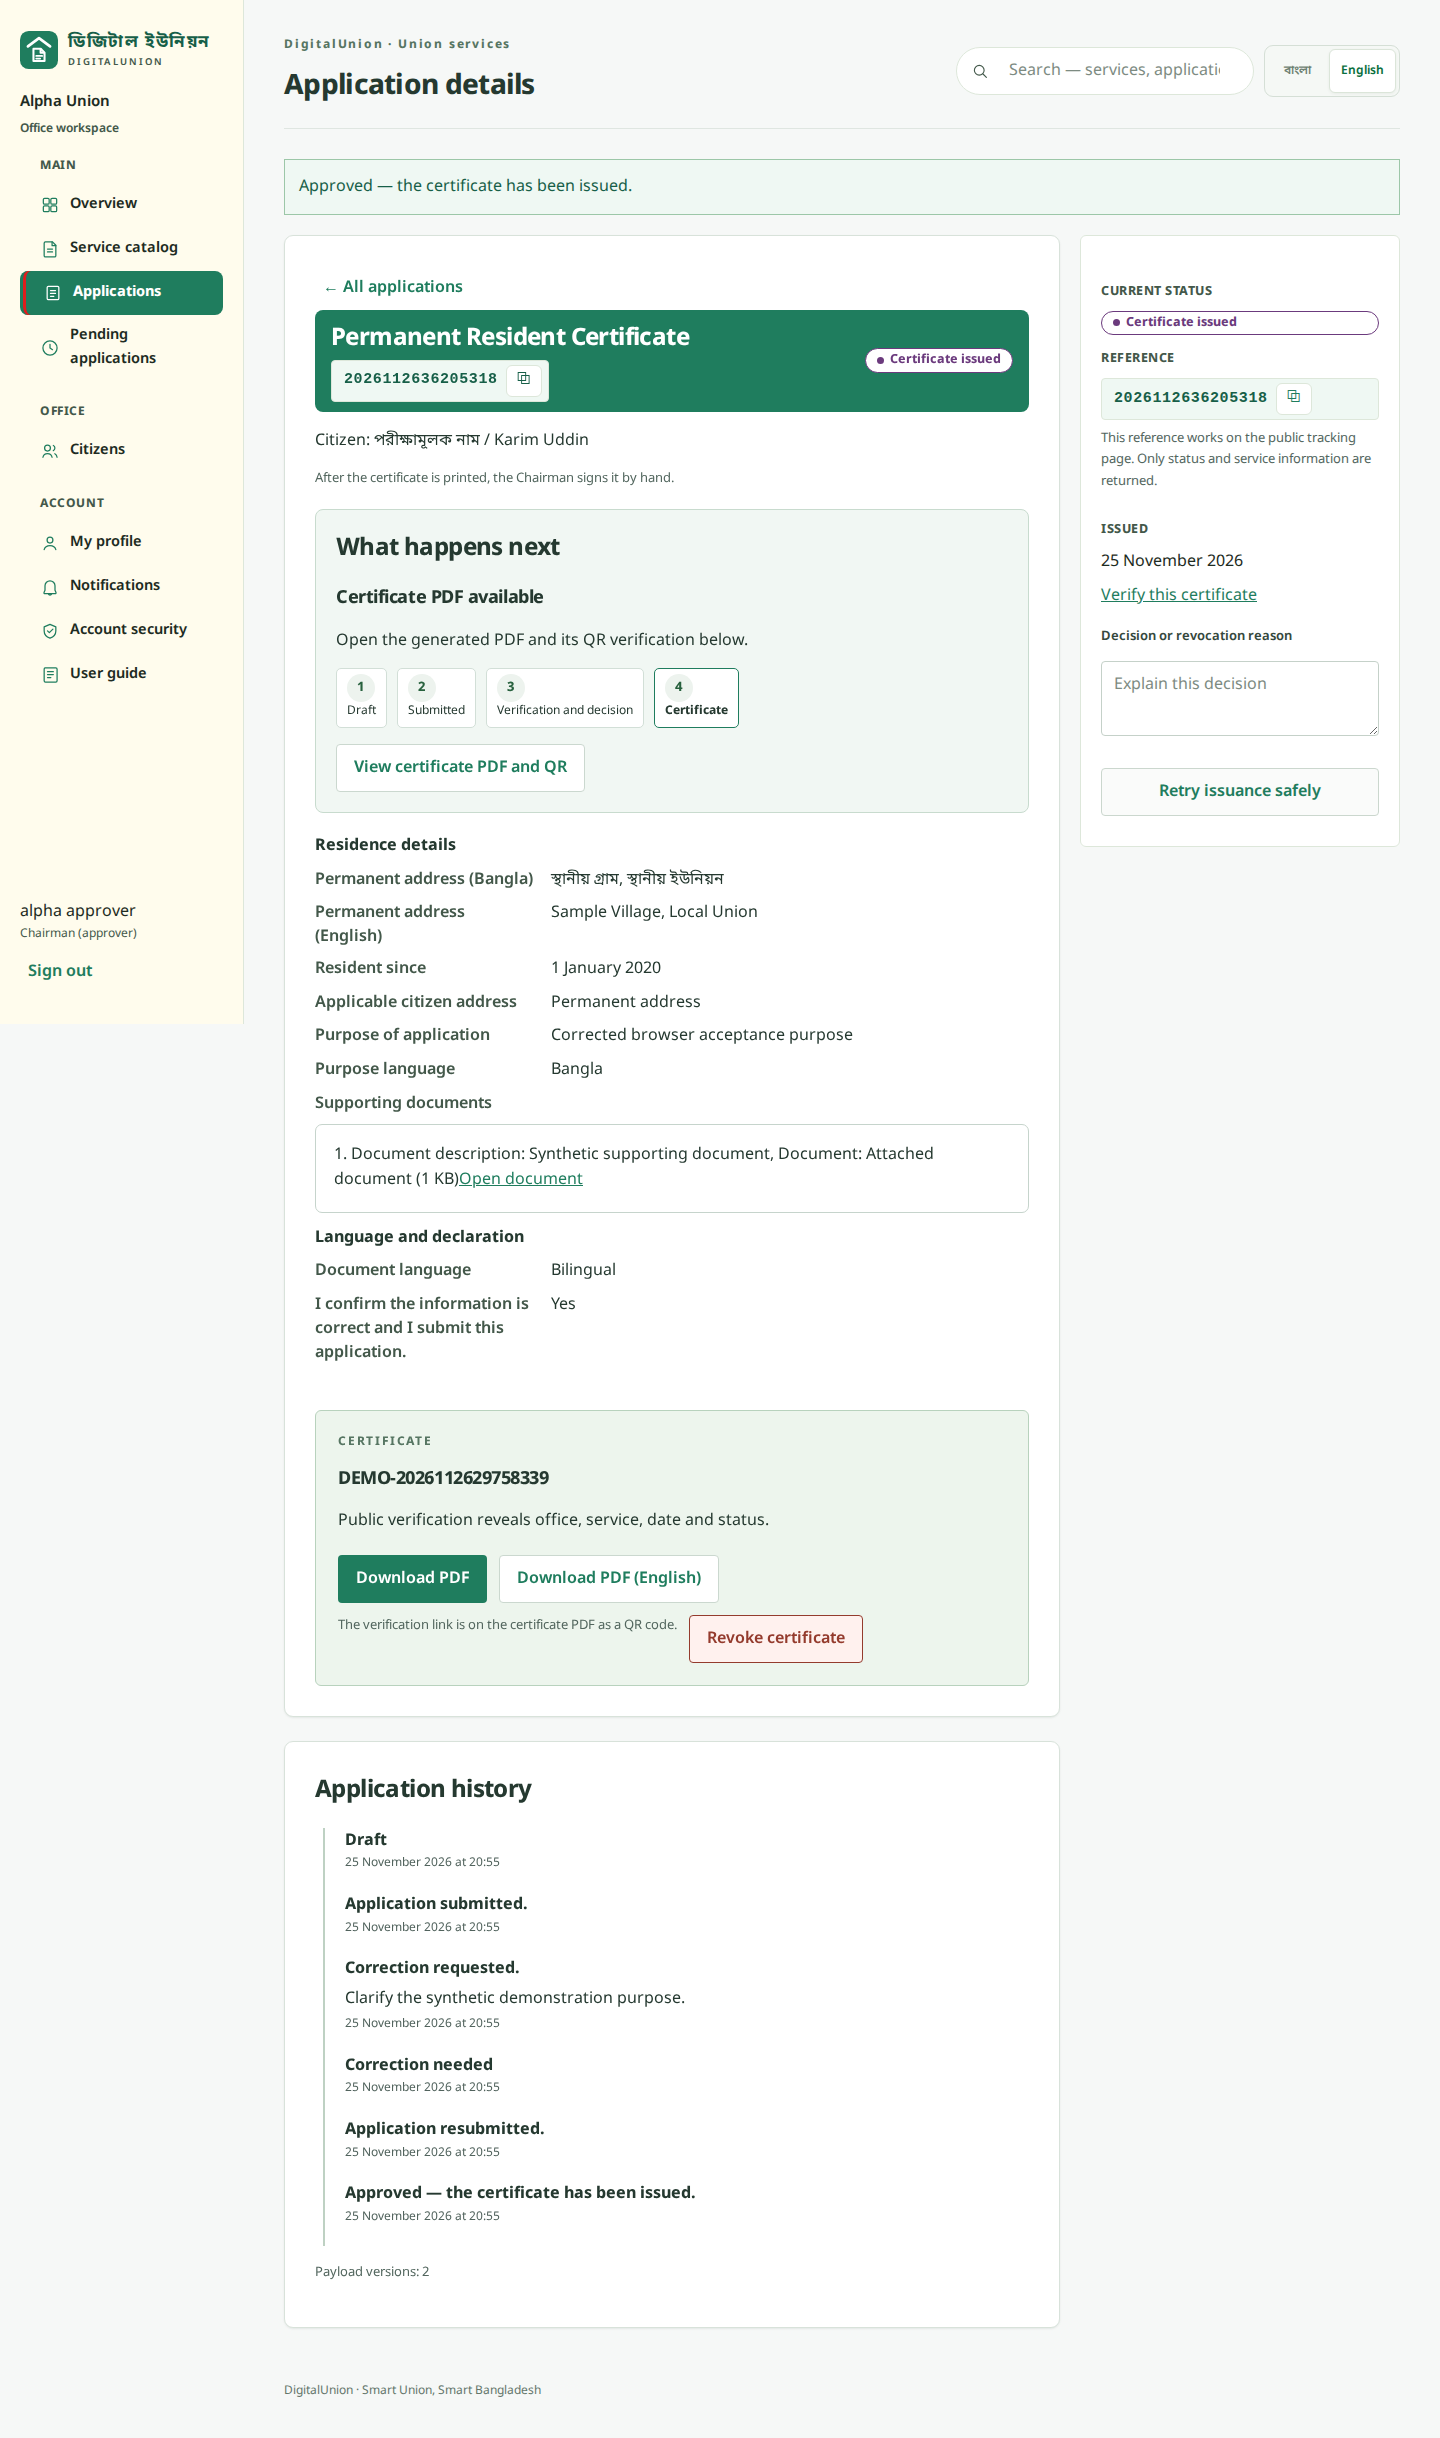 ডিজিটাল ইউনিয়ন
DIGITALUNION
Alpha Union
Office workspace
MAIN
Overview
Service catalog
Applications
Pending
applications
OFFICE
Citizens
ACCOUNT
My profile
Notifications
Account security
User guide
alpha approver
Chairman (approver)
Sign out
DigitalUnion · Union services
Application details
Search — services, applicati
বাংলা
English
Approved — the certificate has been issued.
← All applications
Permanent Resident Certificate
2026112636205318
Certificate issued
Citizen: পরীক্ষামূলক নাম / Karim Uddin
After the certificate is printed, the Chairman signs it by hand.
What happens next
Certificate PDF available
Open the generated PDF and its QR verification below.
1
Draft
2
Submitted
3
Verification and decision
4
Certificate
View certificate PDF and QR
Residence details
Permanent address (Bangla) স্থানীয় গ্রাম, স্থানীয় ইউনিয়ন
Permanent address
(English)
Sample Village, Local Union
Resident since 1 January 2020
Applicable citizen address Permanent address
Purpose of application Corrected browser acceptance purpose
Purpose language Bangla
Supporting documents
1. Document description: Synthetic supporting document, Document: Attached
document (1 KB)Open document
Language and declaration
Document language Bilingual
I confirm the information is
correct and I submit this
application.
Yes
CERTIFICATE
DEMO-2026112629758339
Public verification reveals office, service, date and status.
Download PDF
Download PDF (English)
The verification link is on the certificate PDF as a QR code.
Revoke certificate
Application history
Draft
25 November 2026 at 20:55
Application submitted.
25 November 2026 at 20:55
Correction requested.
Clarify the synthetic demonstration purpose.
25 November 2026 at 20:55
Correction needed
25 November 2026 at 20:55
Application resubmitted.
25 November 2026 at 20:55
Approved — the certificate has been issued.
25 November 2026 at 20:55
Payload versions: 2
CURRENT STATUS
Certificate issued
REFERENCE
2026112636205318
This reference works on the public tracking
page. Only status and service information are
returned.
ISSUED
25 November 2026
Verify this certificate
Decision or revocation reason
Explain this decision
Retry issuance safely
DigitalUnion · Smart Union, Smart Bangladesh